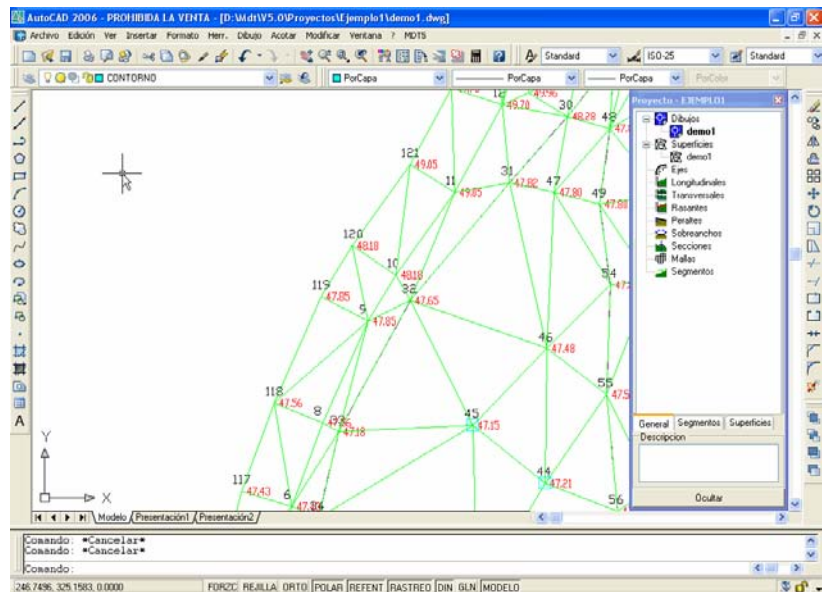 AutoCAD 2006 - PROHIBIDA LA VENTA - [D:\Mdt\V5.0\Proyectos\Ejemplo1\demo1.dwg]
Archivo Edición Ver Insertar Formato Herr. Dibujo Acotar Modificar Ventana ? MDT5
Standard ISO-25 Standard
CONTORNO PorCapa PorCapa PorCapa PorColor
Proyecto - EJEMPLO1
Dibujos
demo1
Superficies
demo1
Ejes
Longitudinales
Transversales
Rasantes
Peraltes
Sobreanchos
Secciones
Mallas
Segmentos
General Segmentos Superficies
Descripcion
Ocultar
49.70
30
48.28
48
121
49.85
31
47.82
11
49.85
47
47.80
49
47.80
120
48.18
10
48.18
54
119
47.85
32
47.65
9
47.85
46
47.48
55
118
47.56
8
33
47.18
45
47.15
44
47.21
117
47.43
6
56
Y
X
Modelo Presentación1 Presentación2
Comando: *Cancelar*
Comando: *Cancelar*
Comando:
246.7496, 325.1583, 0.0000 FORZC REJILLA ORTO POLAR REFENT RASTREO DIN GLN MODELO